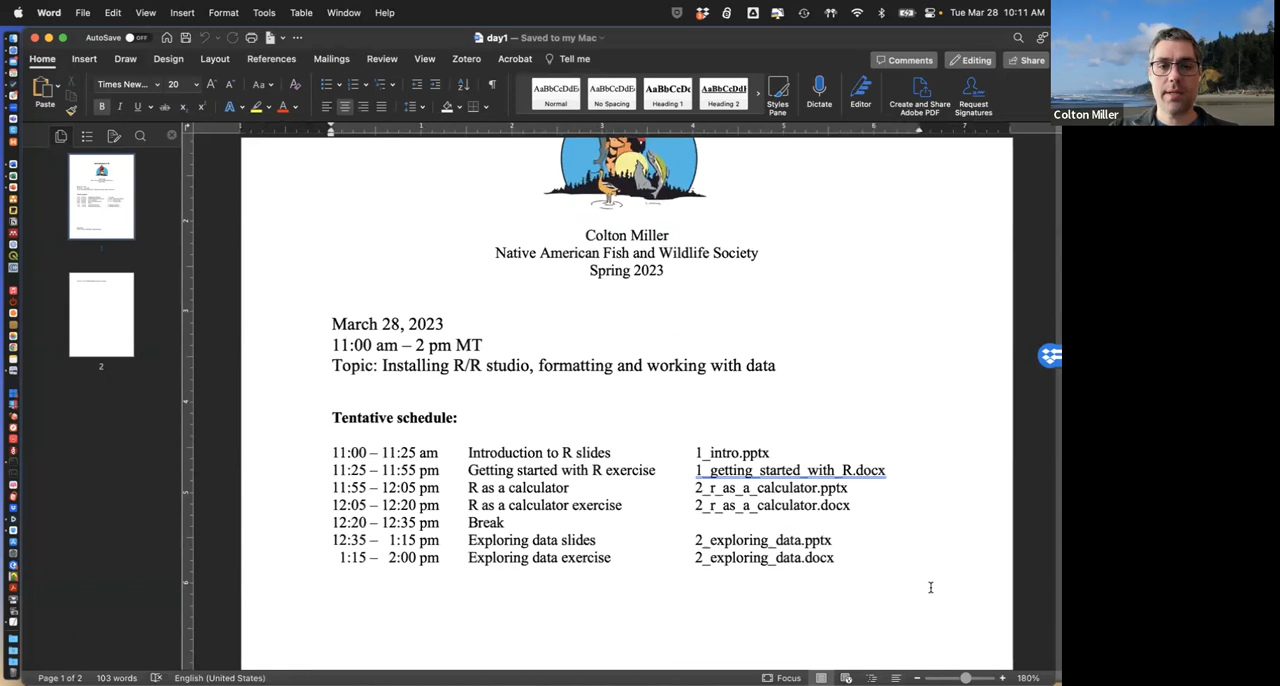 Word File Edit View Insert Format Tools Table Window Help
Tue Mar 28 10:11 AM
AutoSave OFF
day1 — Saved to my Mac
Home Insert Draw Design Layout References Mailings Review View Zotero Acrobat Tell me
Comments Editing Share
Paste
Times New... 20
AaBbCcDdEe AaBbCcDdEe AaBbCcDc AaBbCcDdEe
Normal No Spacing Heading 1 Heading 2
Styles Pane
Dictate
Editor
Create and Share Adobe PDF
Request Signatures
Colton Miller
1
2
Colton Miller
Native American Fish and Wildlife Society
Spring 2023
March 28, 2023
11:00 am – 2 pm MT
Topic: Installing R/R studio, formatting and working with data
Tentative schedule:
11:00 – 11:25 am Introduction to R slides 1_intro.pptx
11:25 – 11:55 pm Getting started with R exercise 1_getting_started_with_R.docx
11:55 – 12:05 pm R as a calculator 2_r_as_a_calculator.pptx
12:05 – 12:20 pm R as a calculator exercise 2_r_as_a_calculator.docx
12:20 – 12:35 pm Break
12:35 – 1:15 pm Exploring data slides 2_exploring_data.pptx
1:15 – 2:00 pm Exploring data exercise 2_exploring_data.docx
Page 1 of 2 103 words English (United States) Focus 180%